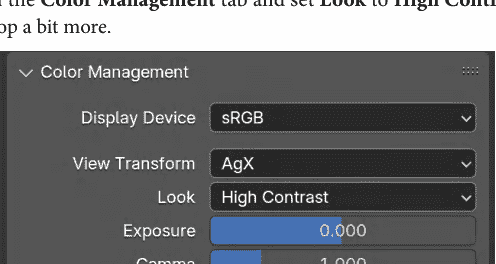 the Color Management tab and set Look to High
op a bit more.
Color Management
Display Device sRGB
View Transform AgX
Look High Contrast
Exposure 0.000
Gamma 1.000